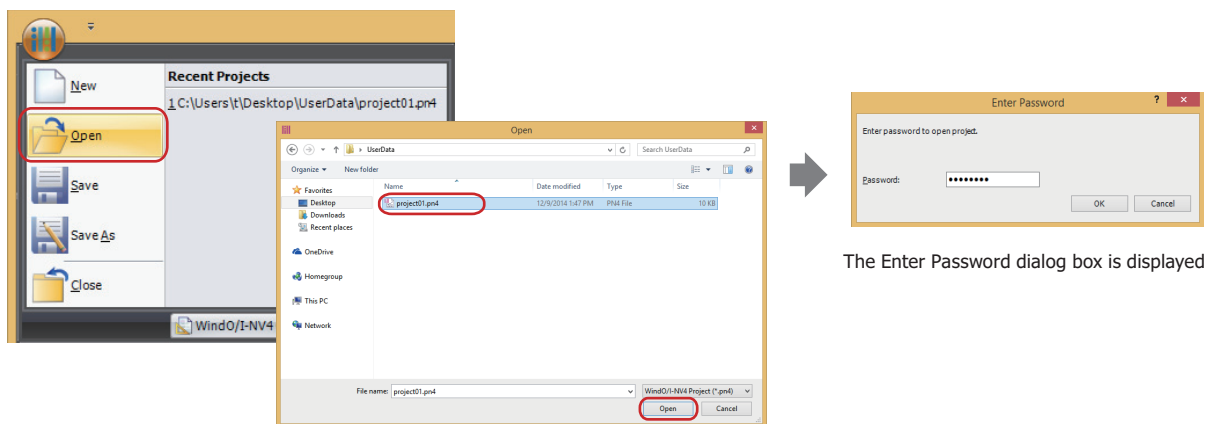 New
Open
Save
Save As
Close
Recent Projects
1 C:\Users\t\Desktop\UserData\project01.pn4
WindO/I-NV4
Open
UserData
Search UserData
Organize
New folder
Favorites
Desktop
Downloads
Recent places
OneDrive
Homegroup
This PC
Network
Name Date modified Type Size
project01.pn4 12/9/2014 1:47 PM PN4 File 10 KB
File name: project01.pn4 WindO/I-NV4 Project (*.pn4)
Open Cancel
Enter Password
Enter password to open project.
Password:
OK Cancel
The Enter Password dialog box is displayed